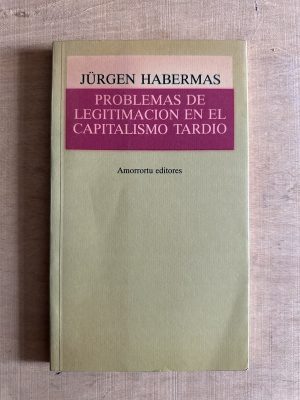 JÜRGEN HABERMAS
PROBLEMAS DE
LEGITIMACION EN EL
CAPITALISMO TARDIO
Amorrortu editores